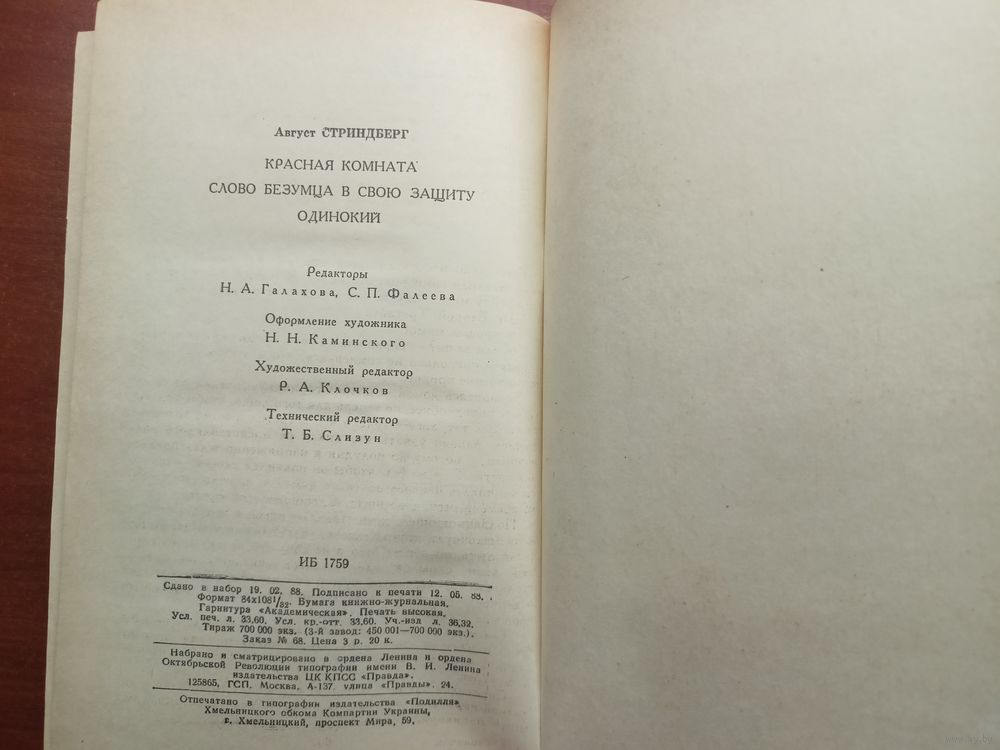 Август СТРИНДБЕРГ
КРАСНАЯ КОМНАТА
СЛОВО БЕЗУМЦА В СВОЮ ЗАЩИТУ
ОДИНОКИЙ
Редакторы
Н. А. Галахова, С. П. Фалеева
Оформление художника
Н. Н. Каминского
Художественный редактор
Р. А. Клочков
Технический редактор
Т. Б. Слизун
ИБ 1759
Сдано в набор 19. 02. 88. Подписано к печати 12. 05. 88.
Формат 84х108 1/32. Бумага книжно-журнальная.
Гарнитура «Академическая». Печать высокая.
Усл. печ. л. 33,60. Усл. кр.-отт. 33,60. Уч.-изд л. 36,32.
Тираж 700 000 экз. (3-й завод: 450 001—700 000 экз.).
Заказ № 68. Цена 3 р. 20 к.
Набрано и сматрицировано в ордена Ленина и ордена
Октябрьской Революции типографии имени В. И. Ленина
издательства ЦК КПСС «Правда».
125865, ГСП, Москва, А-137 улица «Правды». 24.
Отпечатано в типографии издательства «Подилля»
Хмельницкого обкома Компартии Украины,
г. Хмельницкий, проспект Мира, 59.